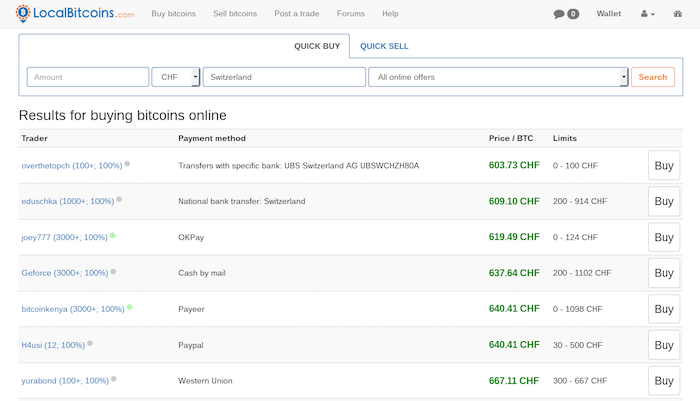 LocalBitcoins.com Buy bitcoins Sell bitcoins Post a trade Forums Help 0 Wallet
QUICK BUY QUICK SELL
Amount CHF Switzerland All online offers Search
Results for buying bitcoins online
Trader Payment method Price / BTC Limits
overthetopch (100+; 100%) Transfers with specific bank: UBS Switzerland AG UBSWCHZH80A 603.73 CHF 0 - 100 CHF Buy
eduschka (1000+; 100%) National bank transfer: Switzerland 609.10 CHF 200 - 914 CHF Buy
joey777 (3000+; 100%) OKPay 619.49 CHF 0 - 124 CHF Buy
Geforce (3000+; 100%) Cash by mail 637.64 CHF 200 - 1102 CHF Buy
bitcoinkenya (3000+; 100%) Payeer 640.41 CHF 0 - 1098 CHF Buy
H4usi (12; 100%) Paypal 640.41 CHF 30 - 500 CHF Buy
yurabond (100+; 100%) Western Union 667.11 CHF 300 - 667 CHF Buy